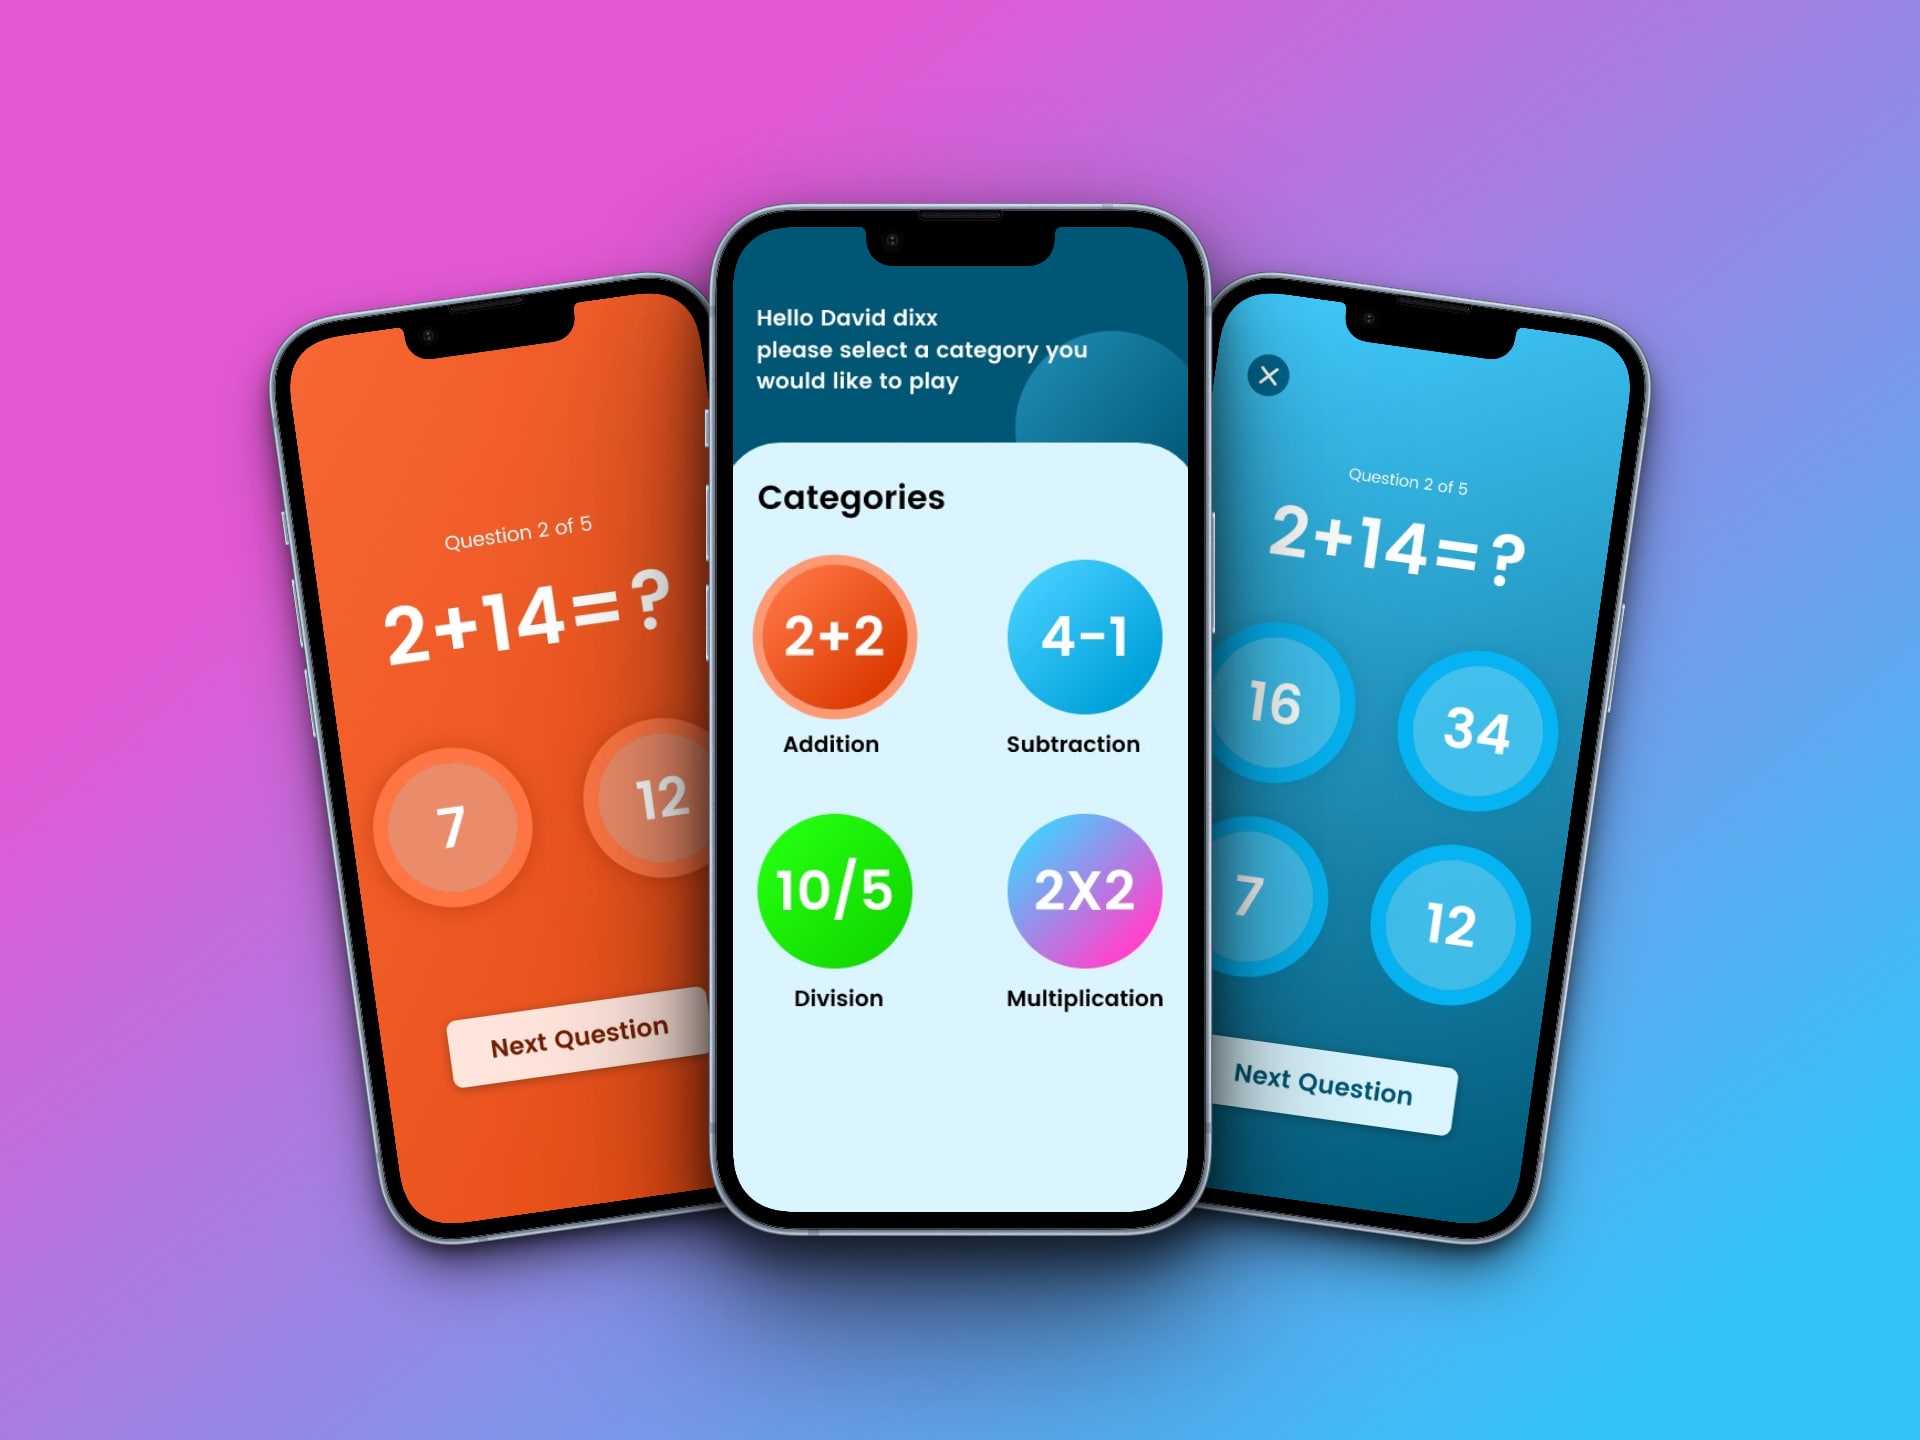 Question 2 of 5
2+14=?
7
12
Next Question
Hello David dixx
please select a category you
would like to play
Categories
2+2
4-1
Addition
Subtraction
10/5
2X2
Division
Multiplication
Question 2 of 5
2+14=?
16
34
7
12
Next Question